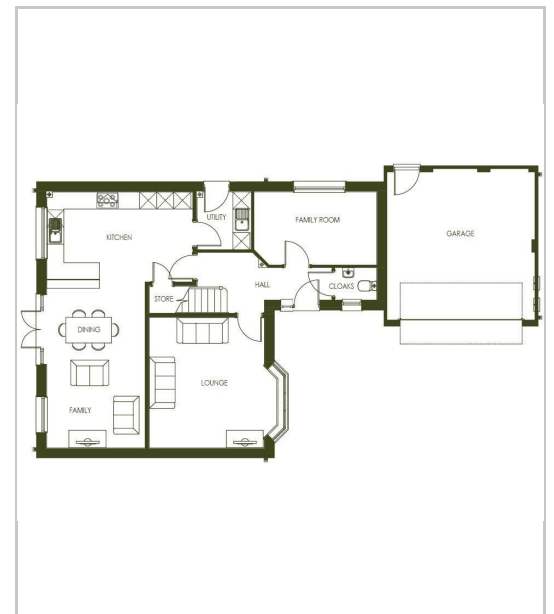 UTILITY
FAMILY ROOM
KITCHEN
GARAGE
HALL
CLOAKS
STORE
DINING
LOUNGE
FAMILY